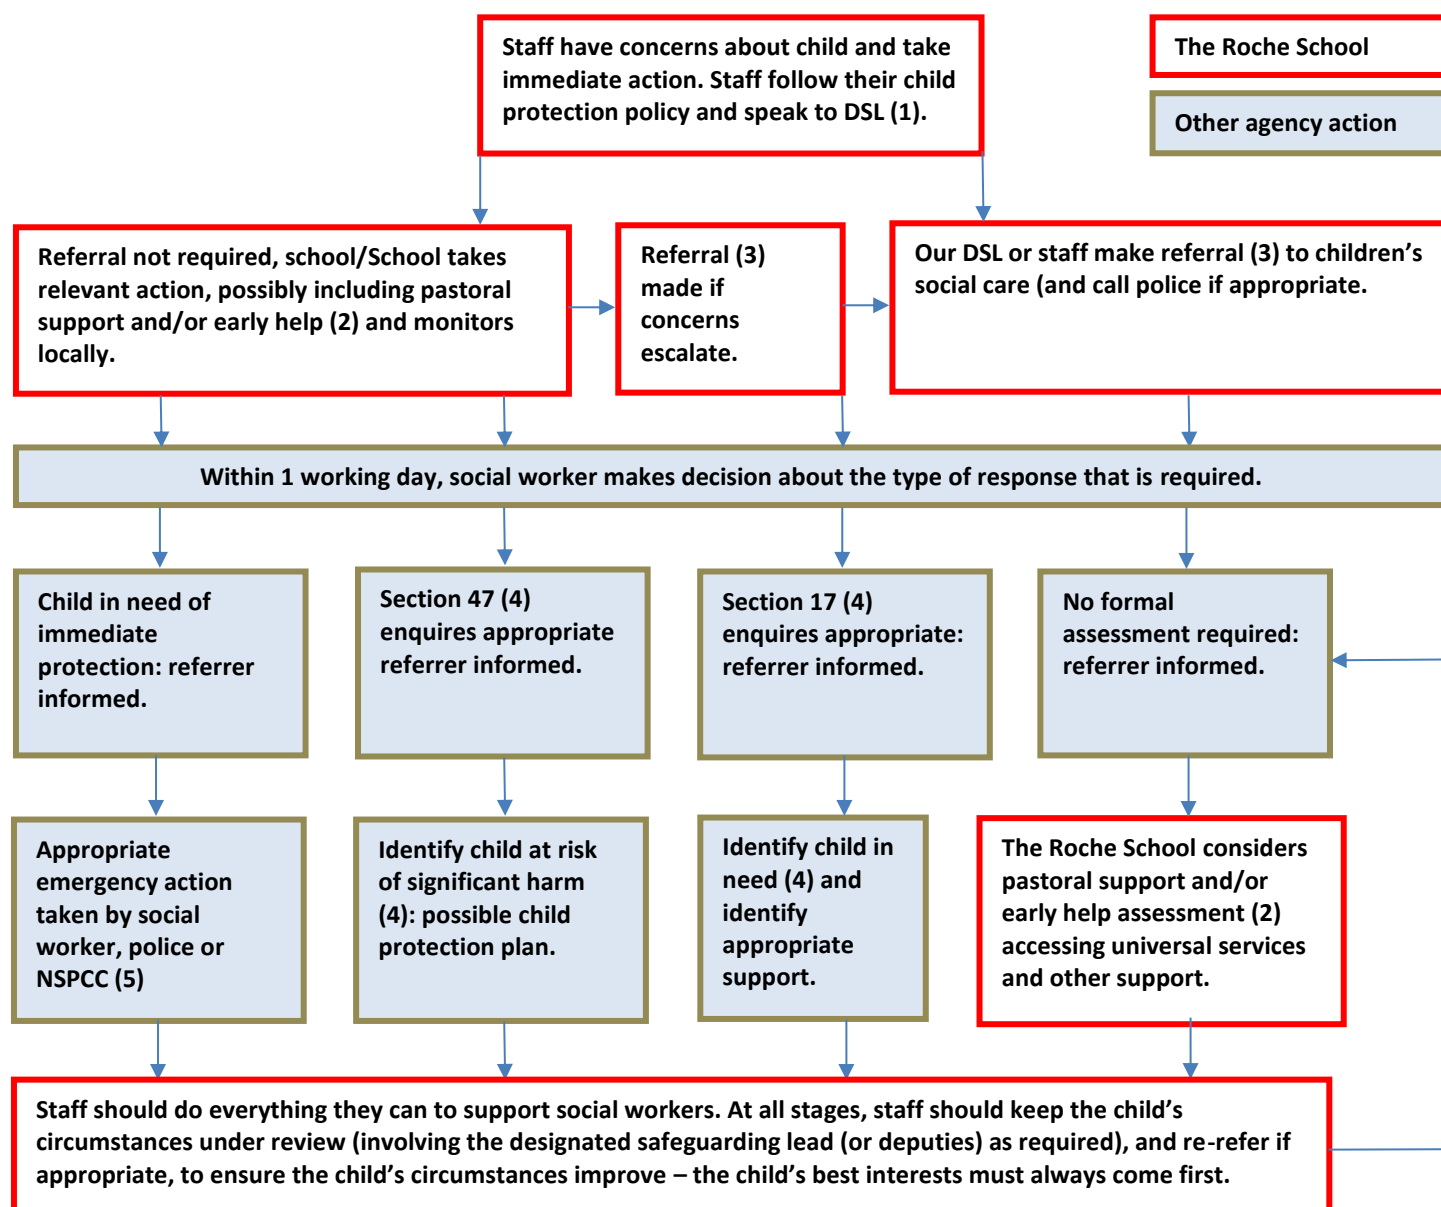 Staff have concerns about child and take
immediate action. Staff follow their child
protection policy and speak to DSL (1).
The Roche School
Other agency action
Referral not required, school/School takes
relevant action, possibly including pastoral
support and/or early help (2) and monitors
locally.
Referral (3)
made if
concerns
escalate.
Our DSL or staff make referral (3) to children’s
social care (and call police if appropriate.
Within 1 working day, social worker makes decision about the type of response that is required.
Child in need of
immediate
protection: referrer
informed.
Section 47 (4)
enquires appropriate
referrer informed.
Section 17 (4)
enquires appropriate:
referrer informed.
No formal
assessment required:
referrer informed.
Appropriate
emergency action
taken by social
worker, police or
NSPCC (5)
Identify child at risk
of significant harm
(4): possible child
protection plan.
Identify child in
need (4) and
identify
appropriate
support.
The Roche School considers
pastoral support and/or
early help assessment (2)
accessing universal services
and other support.
Staff should do everything they can to support social workers. At all stages, staff should keep the child’s
circumstances under review (involving the designated safeguarding lead (or deputies) as required), and re-refer if
appropriate, to ensure the child’s circumstances improve – the child’s best interests must always come first.